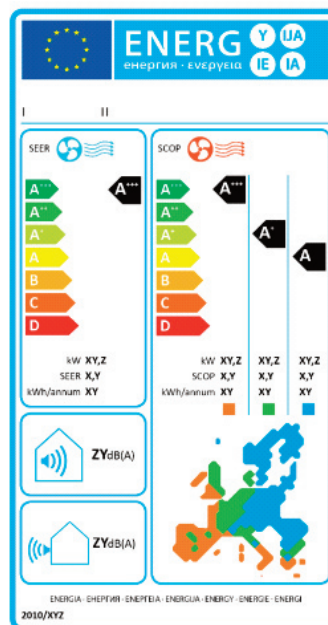 ENERG Y IJA
енергия · ενεργεια IE IA
I II
SEER
A+++ A+++
A++
A+
A
B
C
D
kW XY,Z
SEER X,Y
kWh/annum XY
SCOP
A+++ A+++
A++
A+ A+
A A
B
C
D
kW XY,Z XY,Z XY,Z
SCOP X,Y X,Y X,Y
kWh/annum XY XY XY
ZYdB(A)
ZYdB(A)
ENERGIA · ЕНЕРГИЯ · ΕΝΕΡΓΕΙΑ · ENERGIJA · ENERGY · ENERGIE · ENERGI
2010/XYZ